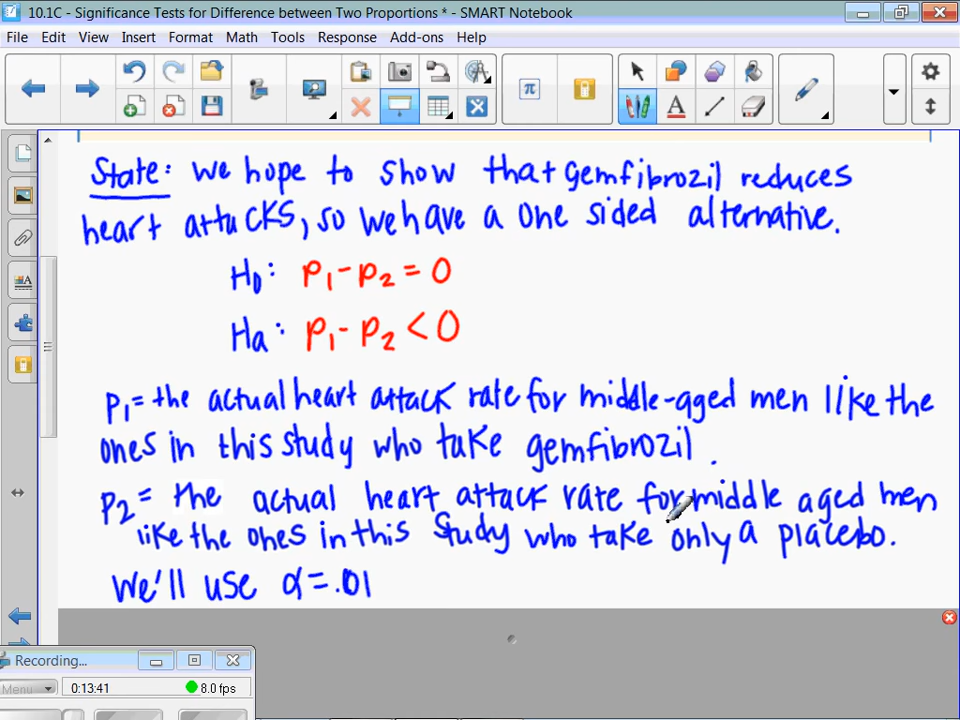 10.1C - Significance Tests for Difference between Two Proportions * - SMART Notebook
File Edit View Insert Format Math Tools Response Add-ons Help
State: We hope to show that gemfibrozil reduces
heart attacks, so we have a one sided alternative.
H0: p1-p2 = 0
Ha: p1-p2 < 0
p1= the actual heart attack rate for middle-aged men like the
ones in this study who take gemfibrozil.
p2= the actual heart attack rate for middle aged men
like the ones in this study who take only a placebo.
We'll use α=.01
Recording...
Menu
0:13:41
8.0 fps